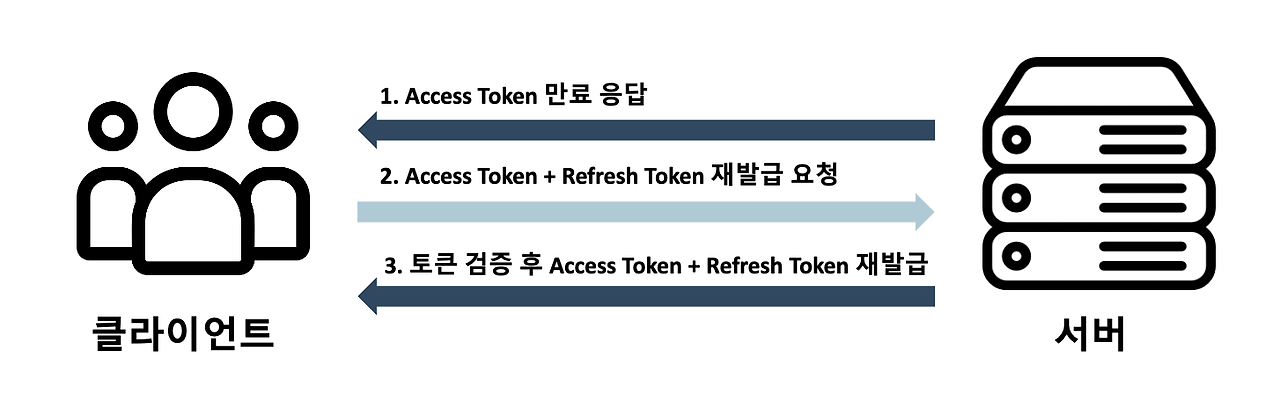 1. Access Token 만료 응답
2. Access Token + Refresh Token 재발급 요청
3. 토큰 검증 후 Access Token + Refresh Token 재발급
클라이언트
서버